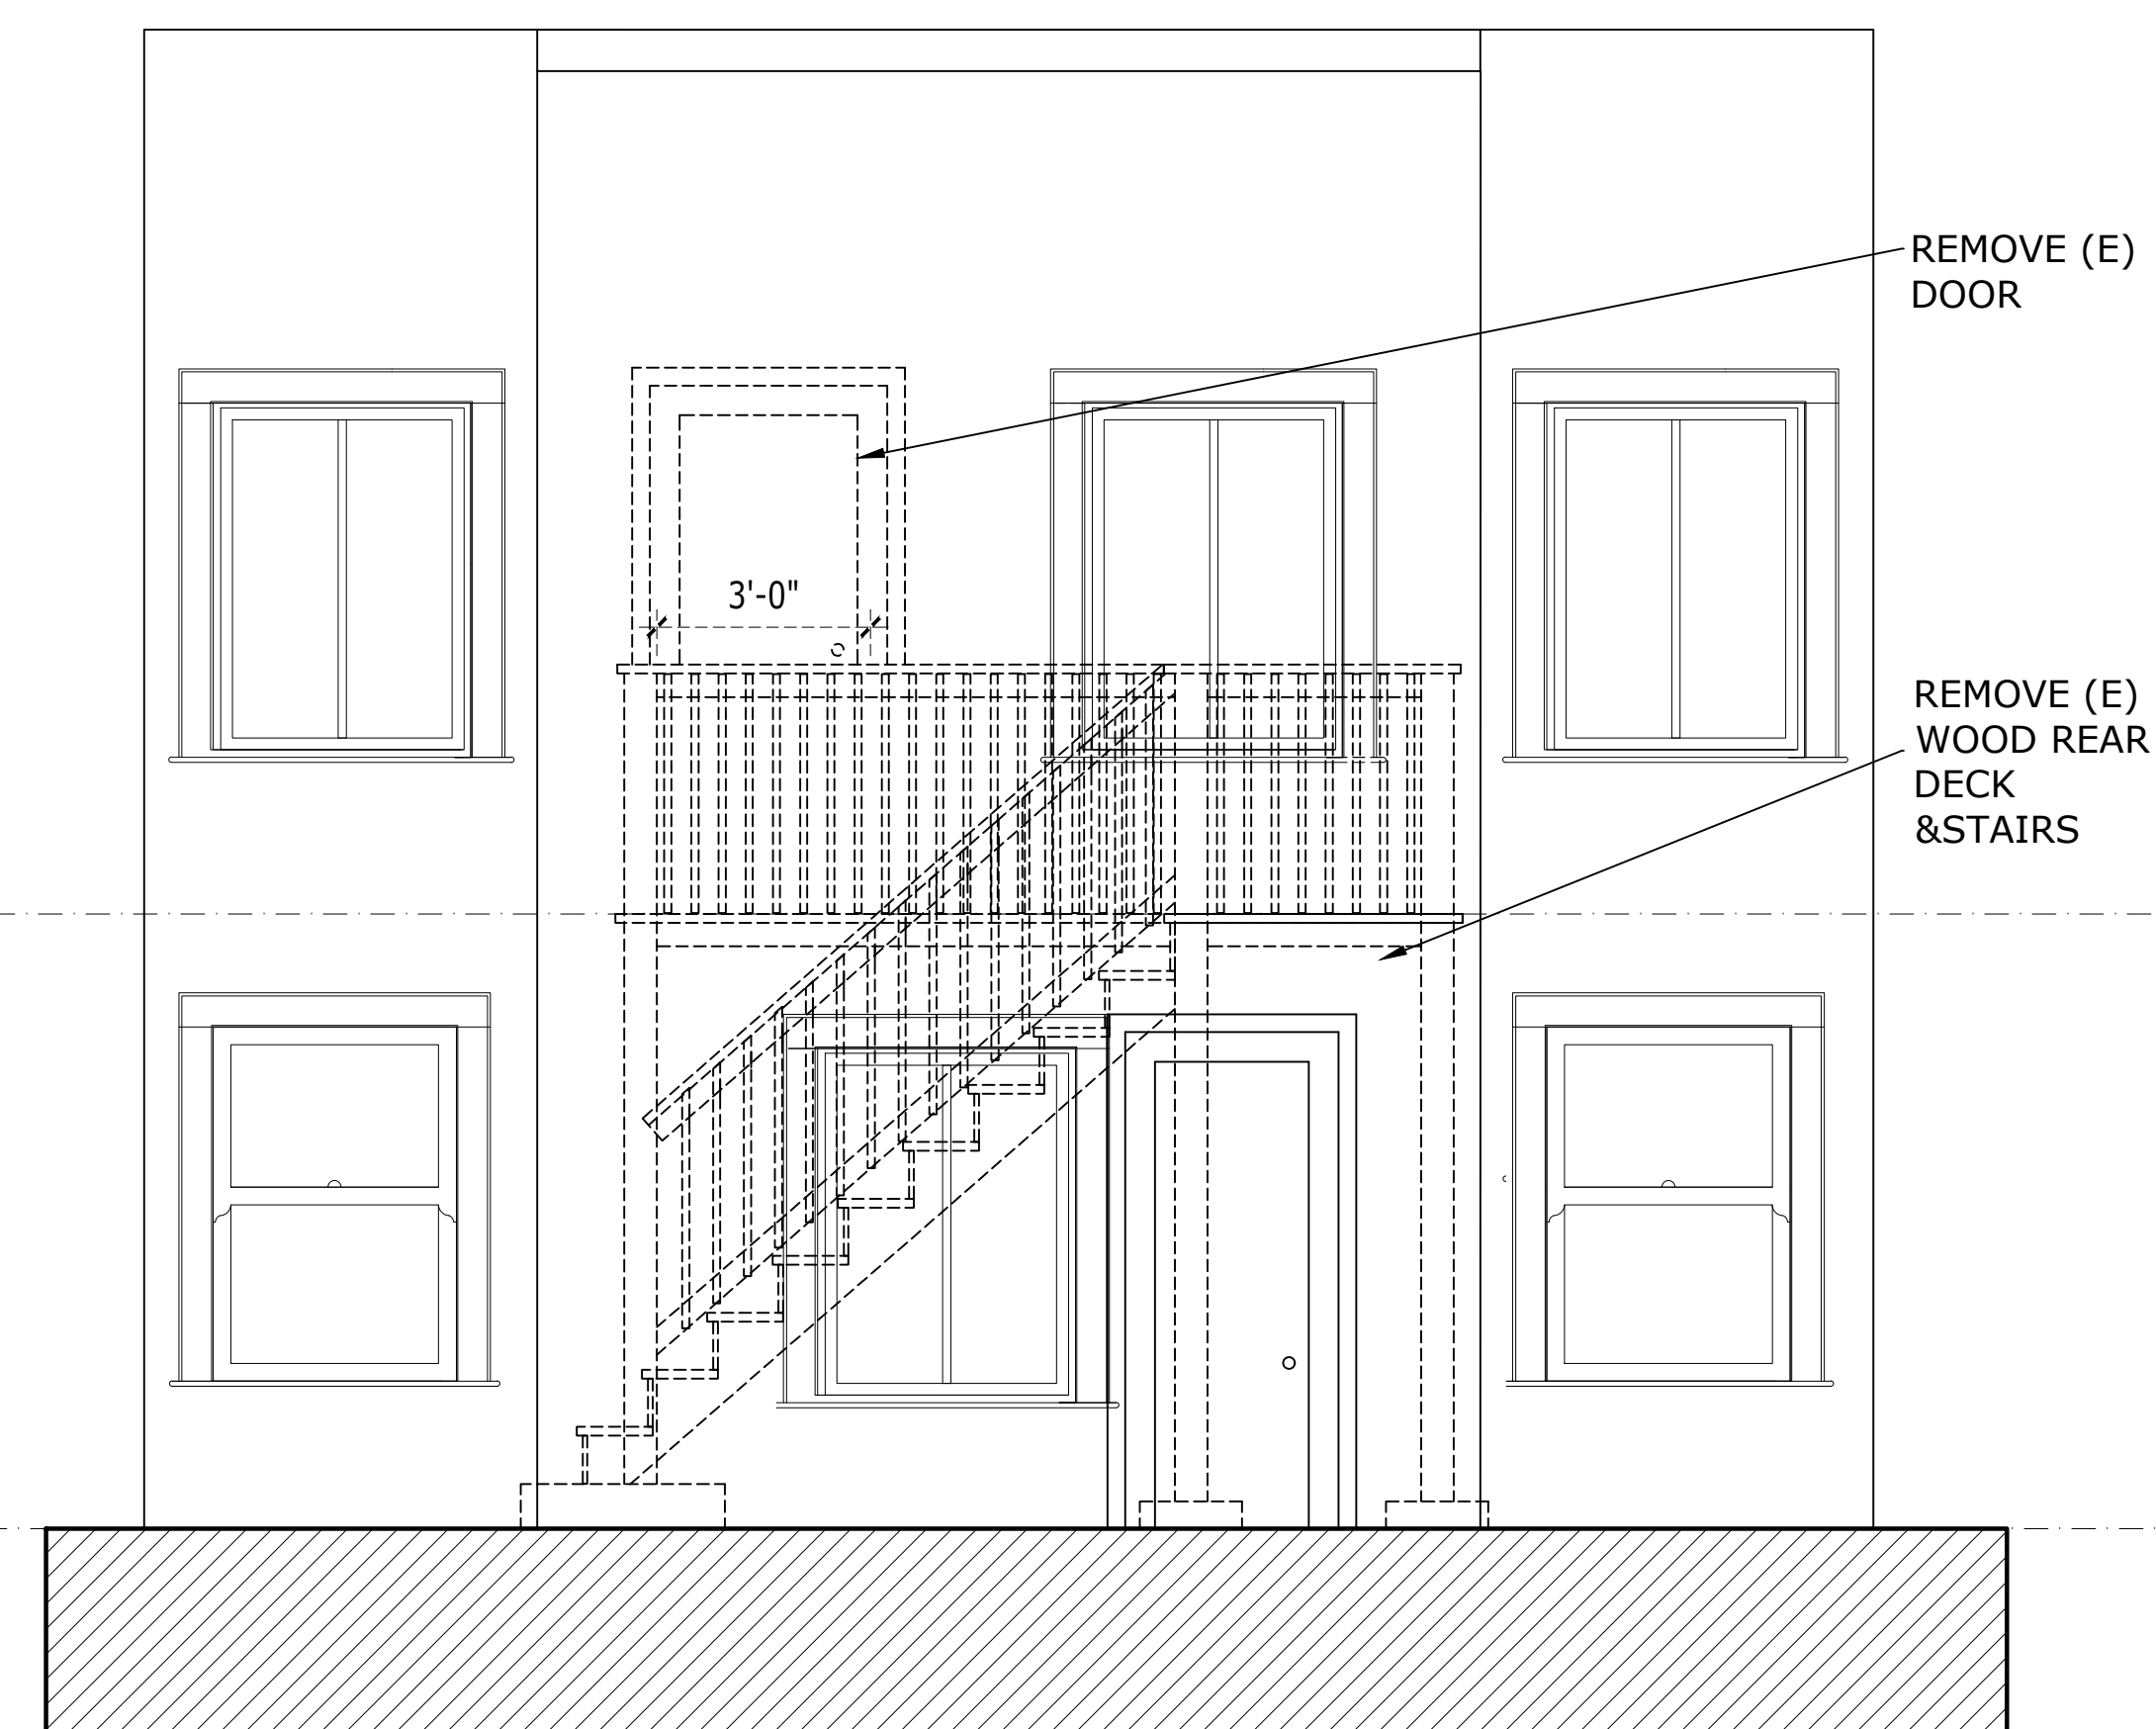 REMOVE (E)
DOOR
3'-0"
REMOVE (E)
WOOD REAR
DECK
&STAIRS